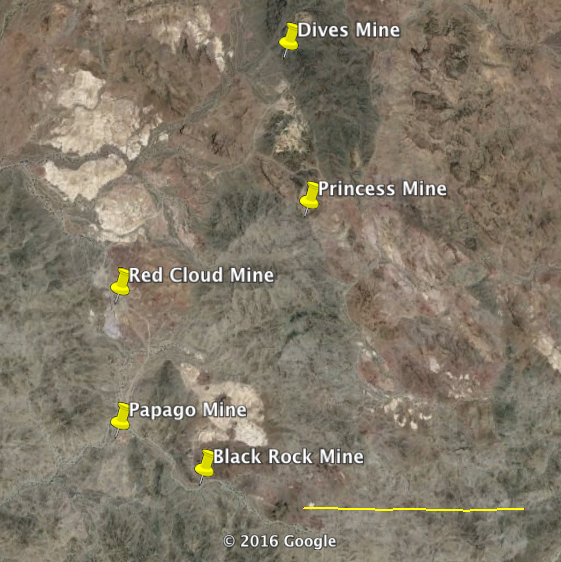 Dives Mine
Princess Mine
Red Cloud Mine
Papago Mine
Black Rock Mine
© 2016 Google